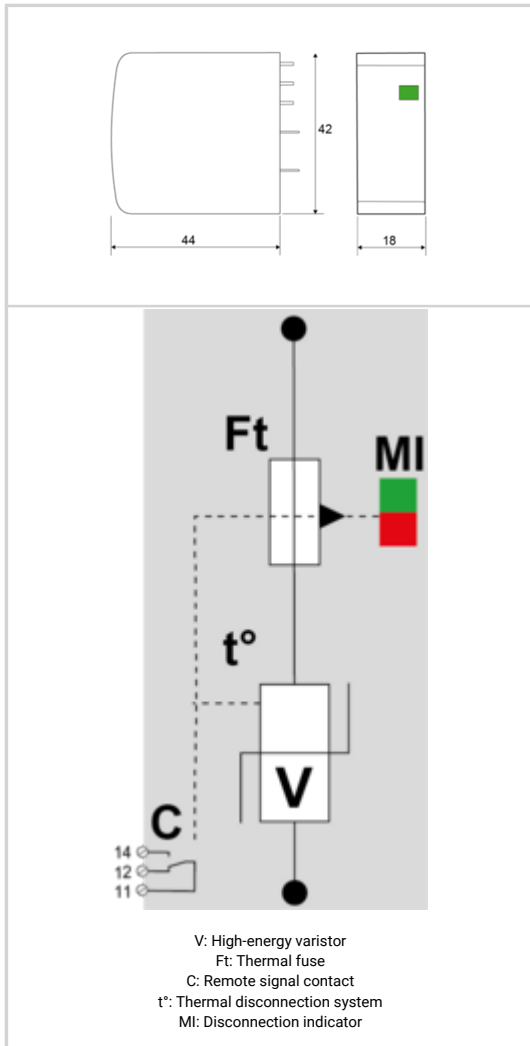 42
44
18
Ft
MI
t°
V
C
14
12
11
V: High-energy varistor
Ft: Thermal fuse
C: Remote signal contact
t°: Thermal disconnection system
MI: Disconnection indicator